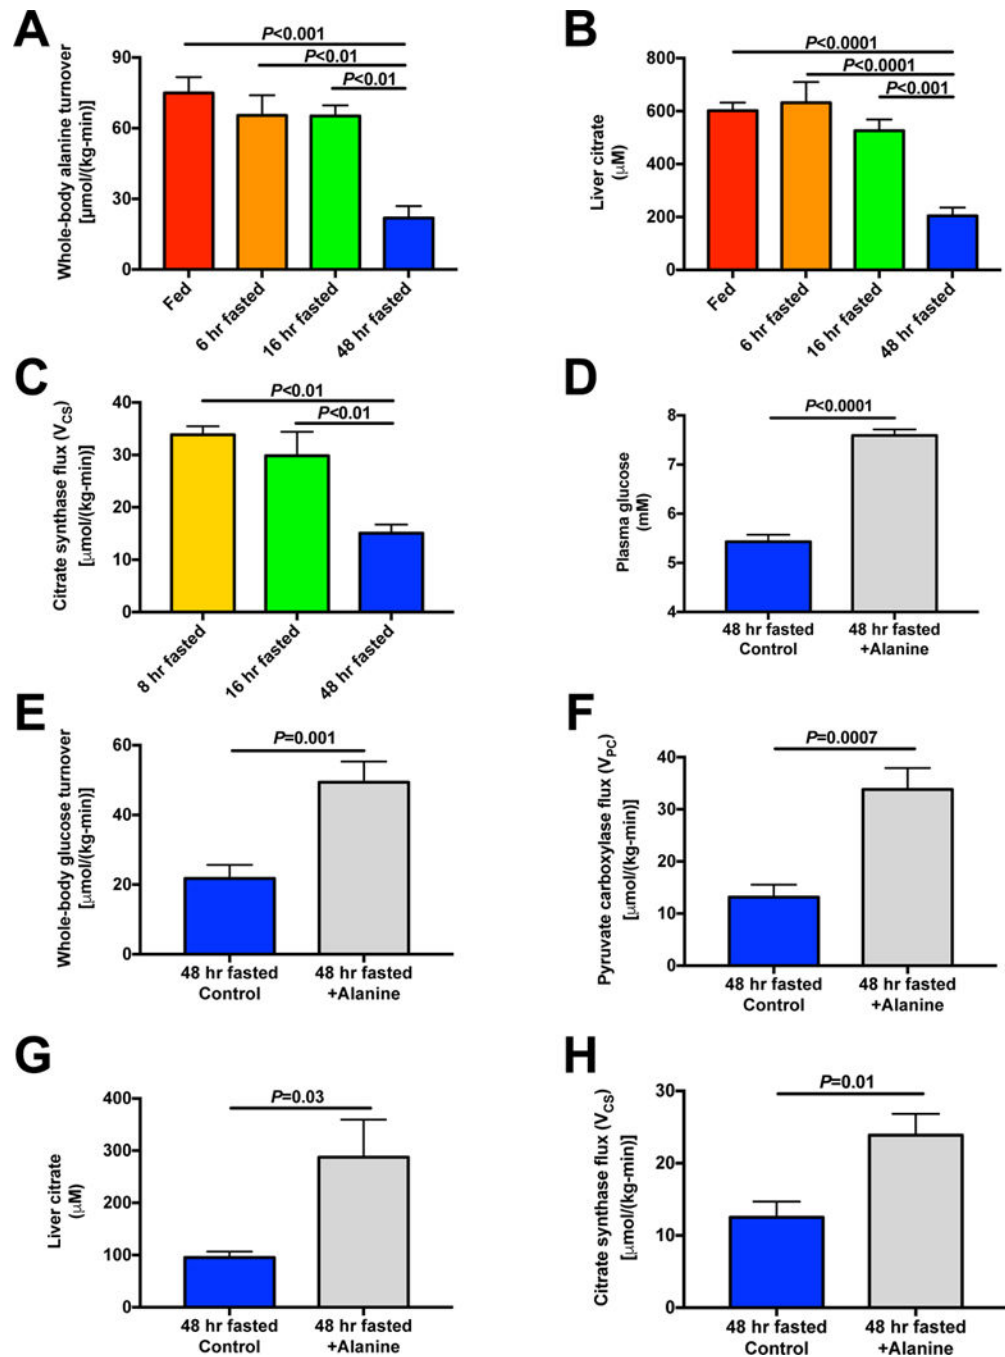 A
Whole-body alanine turnover
[µmol/(kg-min)]
90
60
30
0
P<0.001
P<0.01
P<0.01
Fed
6 hr fasted
16 hr fasted
48 hr fasted
B
Liver citrate
(µM)
800
600
400
200
0
P<0.0001
P<0.0001
P<0.001
Fed
6 hr fasted
16 hr fasted
48 hr fasted
C
Citrate synthase flux (VCS)
[µmol/(kg-min)]
40
30
20
10
0
P<0.01
P<0.01
8 hr fasted
16 hr fasted
48 hr fasted
D
Plasma glucose
(mM)
8
7
6
5
4
P<0.0001
48 hr fasted
Control
48 hr fasted
+Alanine
E
Whole-body glucose turnover
[µmol/(kg-min)]
60
40
20
0
P=0.001
48 hr fasted
Control
48 hr fasted
+Alanine
F
Pyruvate carboxylase flux (VPC)
[µmol/(kg-min)]
40
30
20
10
0
P=0.0007
48 hr fasted
Control
48 hr fasted
+Alanine
G
Liver citrate
(µM)
400
300
200
100
0
P=0.03
48 hr fasted
Control
48 hr fasted
+Alanine
H
Citrate synthase flux (VCS)
[µmol/(kg-min)]
30
20
10
0
P=0.01
48 hr fasted
Control
48 hr fasted
+Alanine